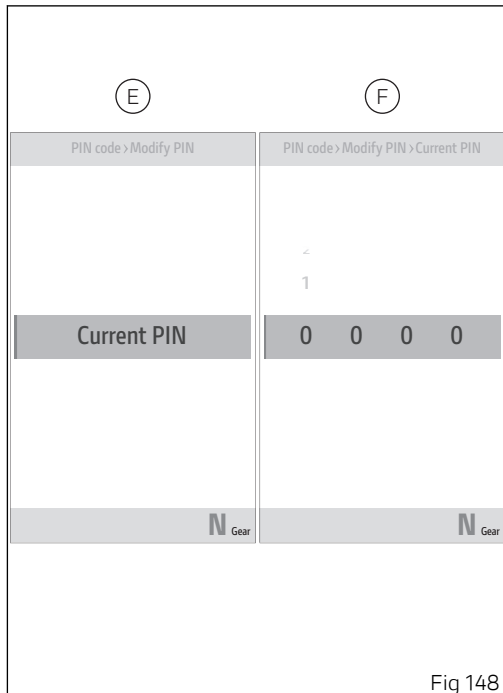 E
F
PIN code›Modify PIN
PIN code›Modify PIN›Current PIN
2
1
Current PIN
0 0 0 0
N Gear
N Gear
Fig 148